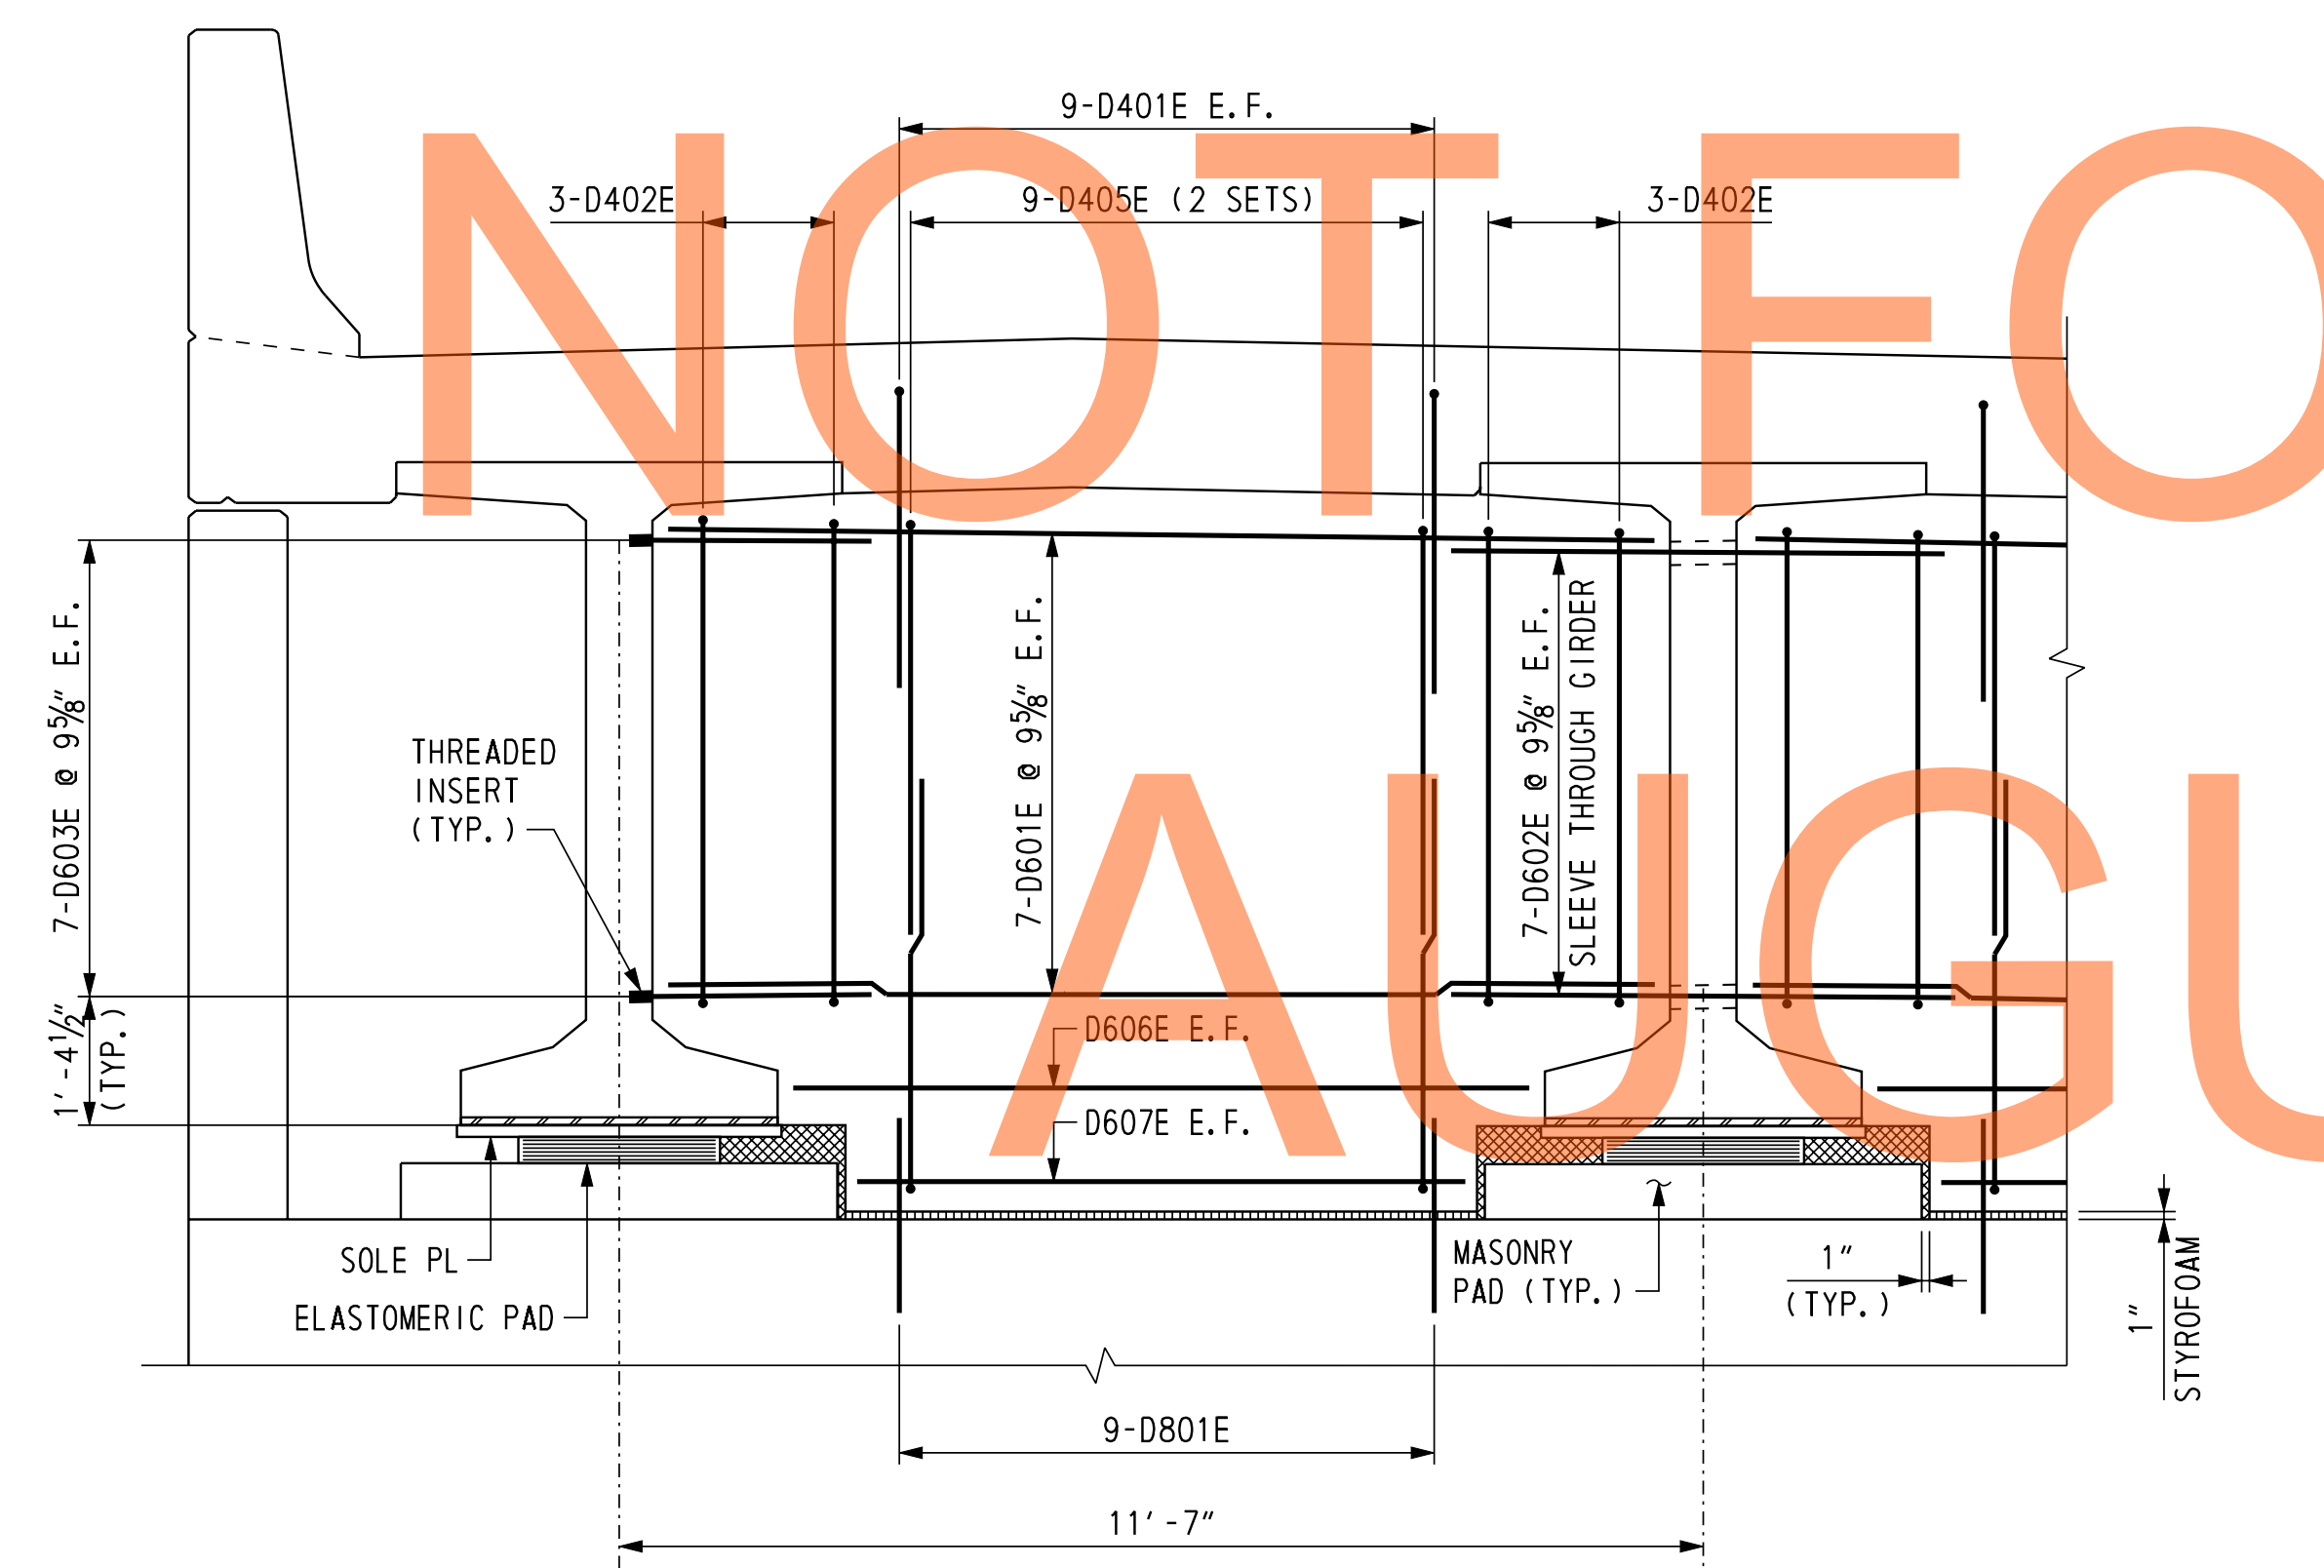 9-D401E E.F.
3-D402E
9-D405E (2 SETS)
3-D402E
NOT FO
7-D603E @ 9⅝" E.F.
THREADED
INSERT
(TYP.)
7-D601E @ 9⅝" E.F.
7-D602E @ 9⅝" E.F.
SLEEVE THROUGH GIRDER
AUGU
1'-4½"
(TYP.)
D606E E.F.
D607E E.F.
SOLE PL
ELASTOMERIC PAD
MASONRY
PAD (TYP.)
1"
(TYP.)
1"
STYROFOAM
9-D801E
11'-7"